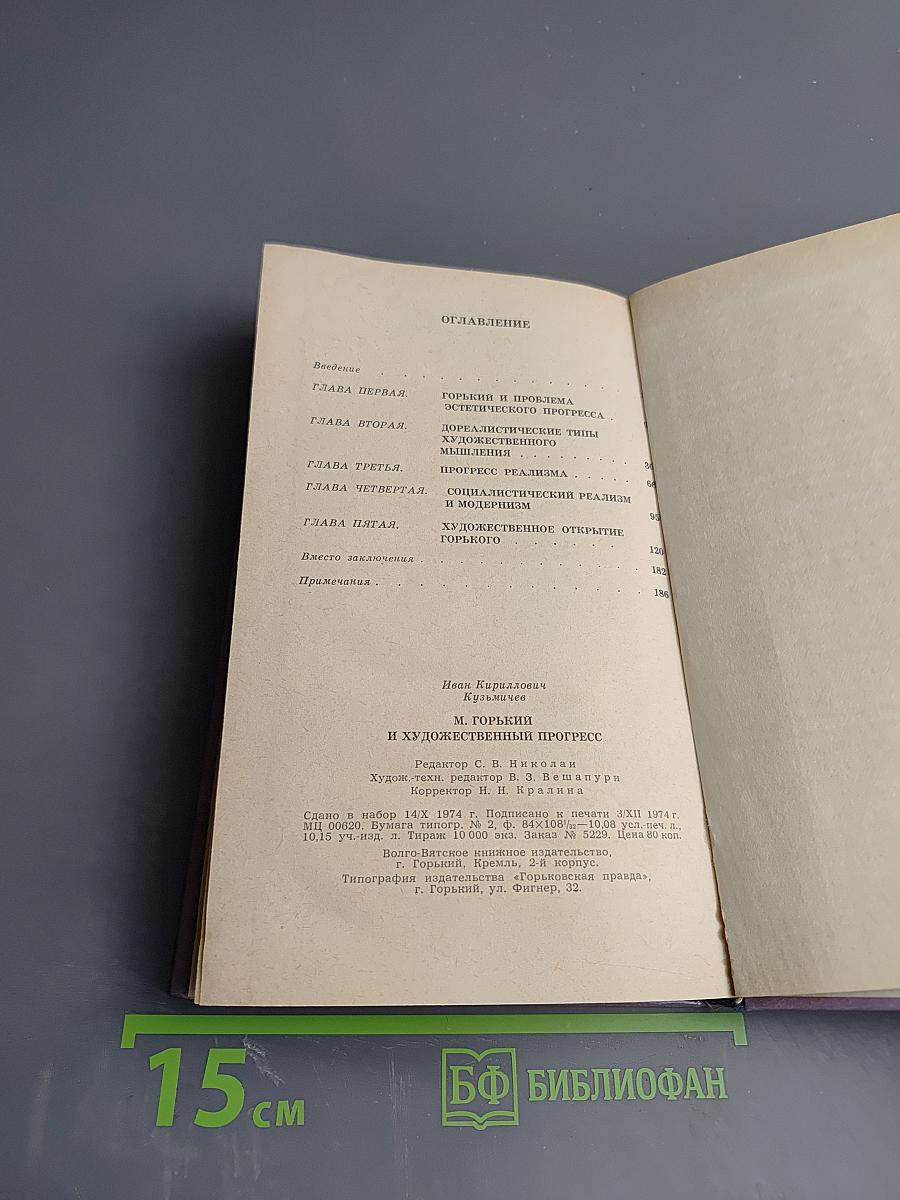 ОГЛАВЛЕНИЕ
Введение . . . . . . . . . . . . .
ГЛАВА ПЕРВАЯ. ГОРЬКИЙ И ПРОБЛЕМА
ЭСТЕТИЧЕСКОГО ПРОГРЕССА .
ГЛАВА ВТОРАЯ. ДОРЕАЛИСТИЧЕСКИЕ ТИПЫ
ХУДОЖЕСТВЕННОГО
МЫШЛЕНИЯ . . . . . . . .
ГЛАВА ТРЕТЬЯ. ПРОГРЕСС РЕАЛИЗМА . . . . . 66
ГЛАВА ЧЕТВЕРТАЯ. СОЦИАЛИСТИЧЕСКИЙ РЕАЛИЗМ
И МОДЕРНИЗМ 95
ГЛАВА ПЯТАЯ. ХУДОЖЕСТВЕННОЕ ОТКРЫТИЕ
ГОРЬКОГО . . . . . . 120
Вместо заключения . . . . . . . . . . . 182
Примечания . . . . . . . . . . . . 186
Иван Кириллович
Кузьмичев
М. ГОРЬКИЙ
И ХУДОЖЕСТВЕННЫЙ ПРОГРЕСС
Редактор С. В. Николаи
Худож.-техн. редактор В. З. Вешапури
Корректор Н. Н. Кралина
Сдано в набор 14/X 1974 г. Подписано к печати 3/XII 1974 г.
МЦ 00620. Бумага типогр. № 2, ф. 84×108¹/₃₂—10,08 усл.-печ. л.,
10,15 уч.-изд. л. Тираж 10 000 экз. Заказ № 5229. Цена 80 коп.
Волго-Вятское книжное издательство,
г. Горький, Кремль, 2-й корпус.
Типография издательства «Горьковская правда»,
г. Горький, ул. Фигнер, 32.
15 см
БФ БИБЛИОФАН